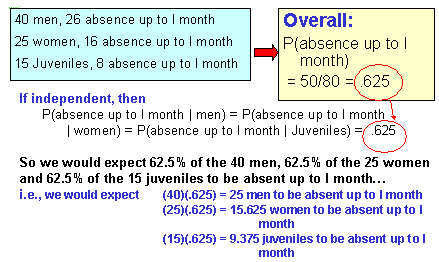 40 men, 26 absence up to I month
25 women, 16 absence up to I month
15 Juveniles, 8 absence up to I month
Overall:
P(absence up to I
month)
= 50/80 = .625
If independent, then
P(absence up to I month | men) = P(absence up to I month
| women) = P(absence up to I month | Juveniles) = .625
So we would expect 62.5% of the 40 men, 62.5% of the 25 women
and 62.5% of the 15 juveniles to be absent up to I month…
i.e., we would expect (40)(.625) = 25 men to be absent up to I month
(25)(.625) = 15.625 women to be absent up to I
month
(15)(.625) = 9.375 juveniles to be absent up to I
month